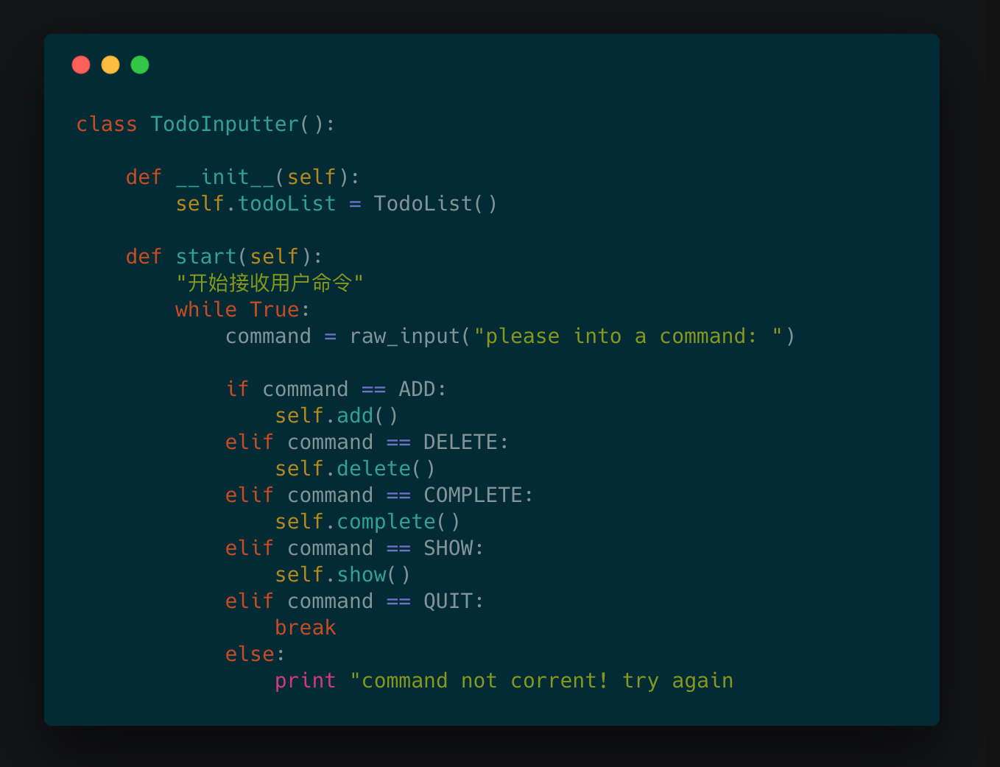 class TodoInputter():
    def __init__(self):
        self.todoList = TodoList()
    def start(self):
        "开始接收用户命令"
        while True:
            command = raw_input("please into a command: ")
            if command == ADD:
                self.add()
            elif command == DELETE:
                self.delete()
            elif command == COMPLETE:
                self.complete()
            elif command == SHOW:
                self.show()
            elif command == QUIT:
                break
            else:
                print "command not corrent! try again